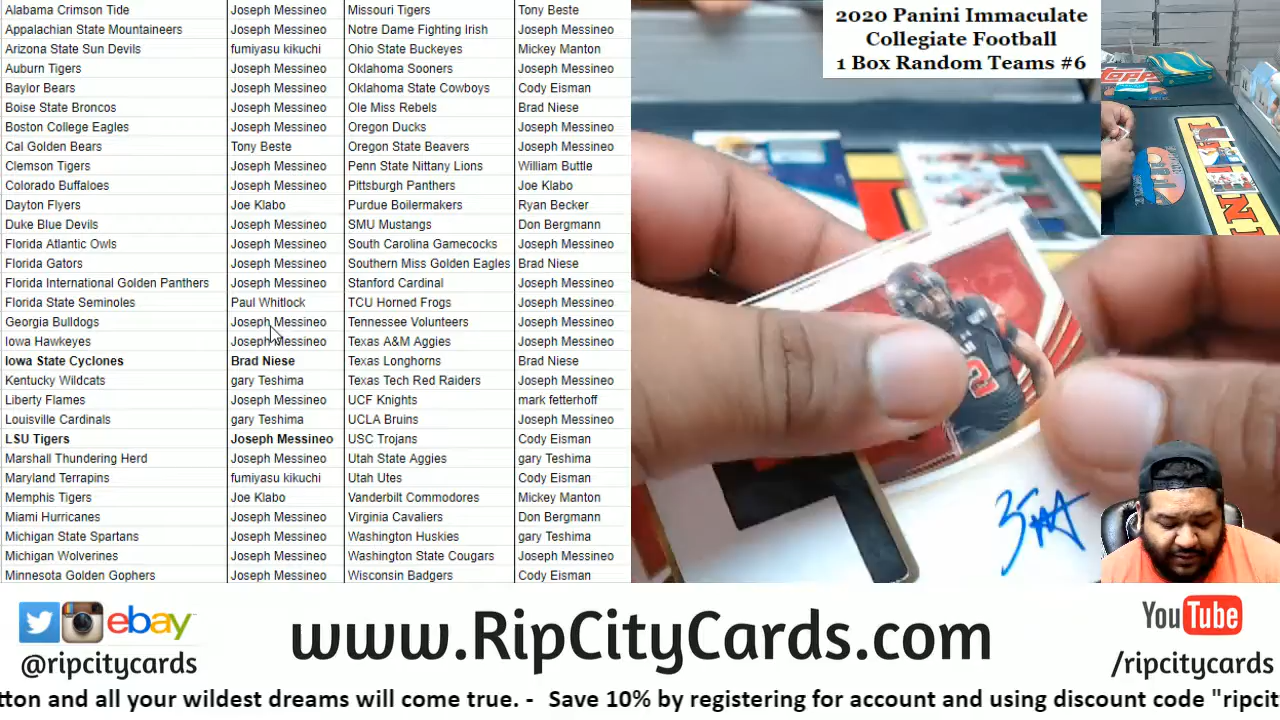 Alabama Crimson Tide Joseph Messineo Missouri Tigers Tony Beste
Appalachian State Mountaineers Joseph Messineo Notre Dame Fighting Irish Joseph Messineo
Arizona State Sun Devils fumiyasu kikuchi Ohio State Buckeyes Mickey Manton
Auburn Tigers Joseph Messineo Oklahoma Sooners Joseph Messineo
Baylor Bears Joseph Messineo Oklahoma State Cowboys Cody Eisman
Boise State Broncos Joseph Messineo Ole Miss Rebels Brad Niese
Boston College Eagles Joseph Messineo Oregon Ducks Joseph Messineo
Cal Golden Bears Tony Beste Oregon State Beavers Joseph Messineo
Clemson Tigers Joseph Messineo Penn State Nittany Lions William Buttle
Colorado Buffaloes Joseph Messineo Pittsburgh Panthers Joe Klabo
Dayton Flyers Joe Klabo Purdue Boilermakers Ryan Becker
Duke Blue Devils Joseph Messineo SMU Mustangs Don Bergmann
Florida Atlantic Owls Joseph Messineo South Carolina Gamecocks Joseph Messineo
Florida Gators Joseph Messineo Southern Miss Golden Eagles Brad Niese
Florida International Golden Panthers Joseph Messineo Stanford Cardinal Joseph Messineo
Florida State Seminoles Paul Whitlock TCU Horned Frogs Joseph Messineo
Georgia Bulldogs Joseph Messineo Tennessee Volunteers Joseph Messineo
Iowa Hawkeyes Joseph Messineo Texas A&M Aggies Joseph Messineo
Iowa State Cyclones Brad Niese Texas Longhorns Brad Niese
Kentucky Wildcats gary Teshima Texas Tech Red Raiders Joseph Messineo
Liberty Flames Joseph Messineo UCF Knights mark fetterhoff
Louisville Cardinals gary Teshima UCLA Bruins Joseph Messineo
LSU Tigers Joseph Messineo USC Trojans Cody Eisman
Marshall Thundering Herd Joseph Messineo Utah State Aggies gary Teshima
Maryland Terrapins fumiyasu kikuchi Utah Utes Cody Eisman
Memphis Tigers Joe Klabo Vanderbilt Commodores Mickey Manton
Miami Hurricanes Joseph Messineo Virginia Cavaliers Don Bergmann
Michigan State Spartans Joseph Messineo Washington Huskies gary Teshima
Michigan Wolverines Joseph Messineo Washington State Cougars Joseph Messineo
Minnesota Golden Gophers Joseph Messineo Wisconsin Badgers Cody Eisman
2020 Panini Immaculate
Collegiate Football
1 Box Random Teams #6
TOPPS
2
ebay
@ripcitycards
www.RipCityCards.com
YouTube
/ripcitycards
tton and all your wildest dreams will come true. - Save 10% by registering for account and using discount code "ripcit